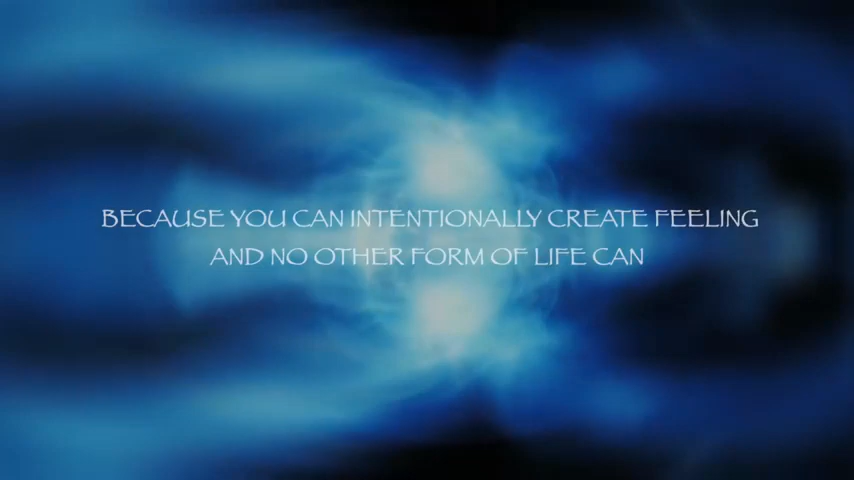 BECAUSE YOU CAN INTENTIONALLY CREATE FEELING
AND NO OTHER FORM OF LIFE CAN